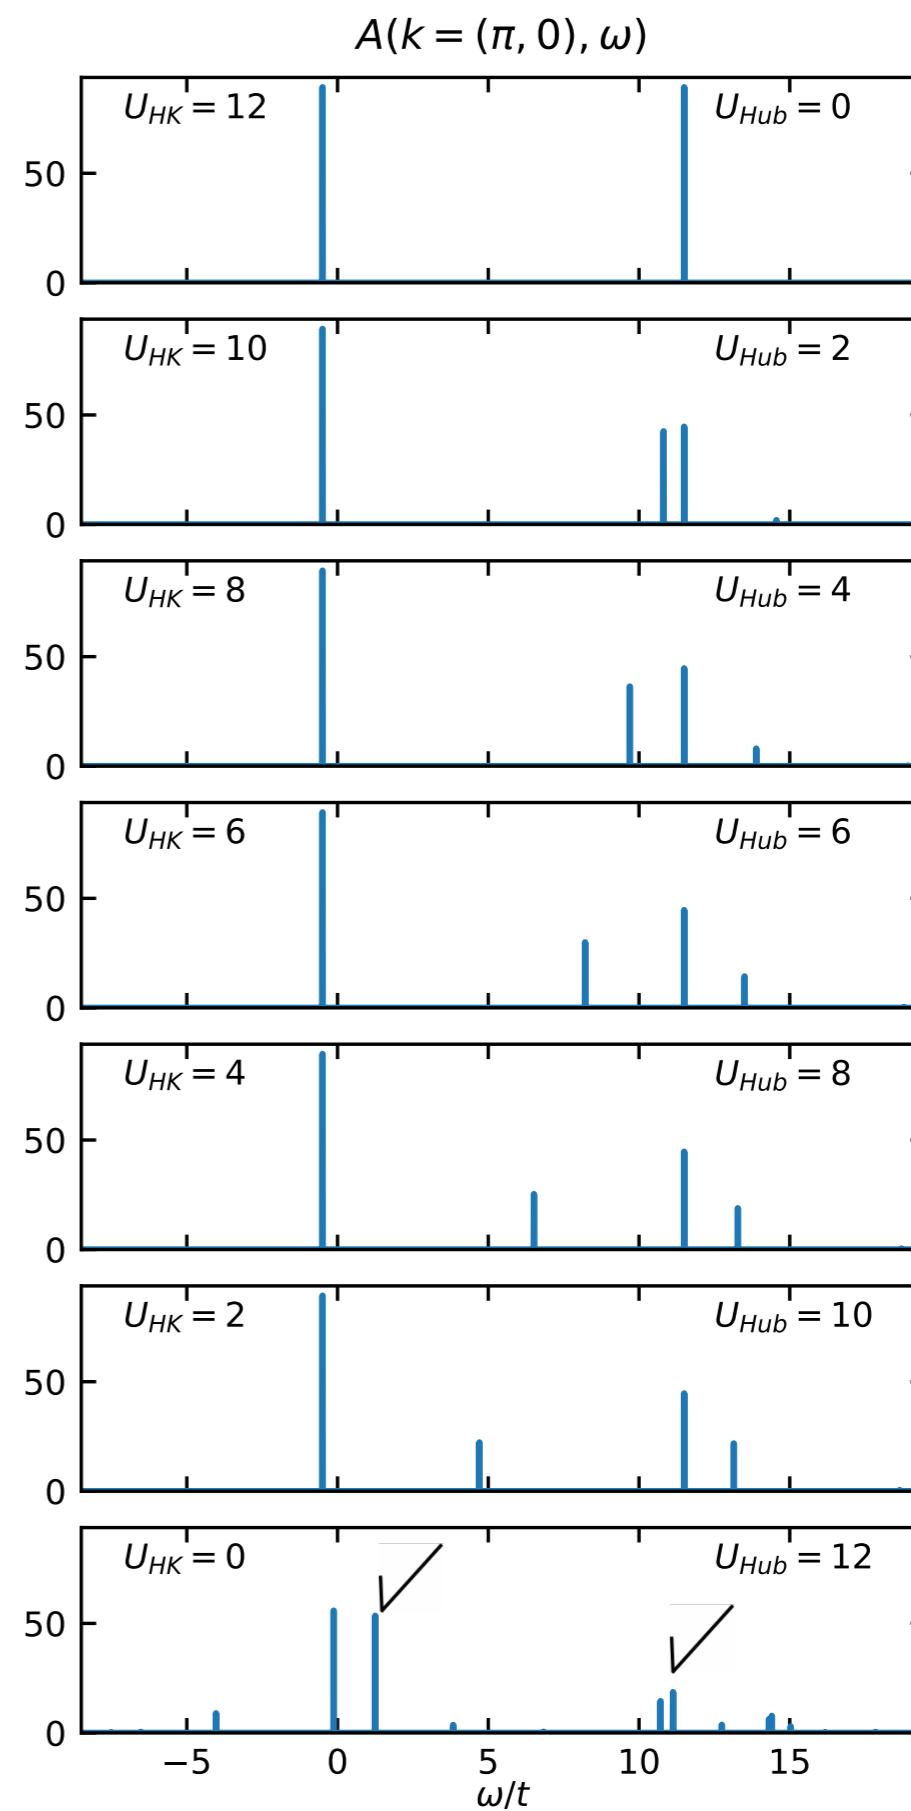 A(k = (π, 0), ω)
U_HK = 12 U_Hub = 0
50
0
U_HK = 10 U_Hub = 2
50
0
U_HK = 8 U_Hub = 4
50
0
U_HK = 6 U_Hub = 6
50
0
U_HK = 4 U_Hub = 8
50
0
U_HK = 2 U_Hub = 10
50
0
U_HK = 0 U_Hub = 12
50
0
−5 0 5 10 15
ω/t